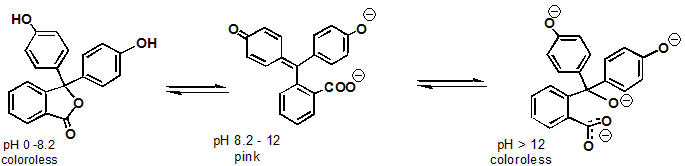 HO
OH
O
O
pH 0 -8.2
coloroless
O
O⊖
COO⊖
pH 8.2 - 12
pink
O⊖
O⊖
O⊖
O
O⊖
pH > 12
coloroless